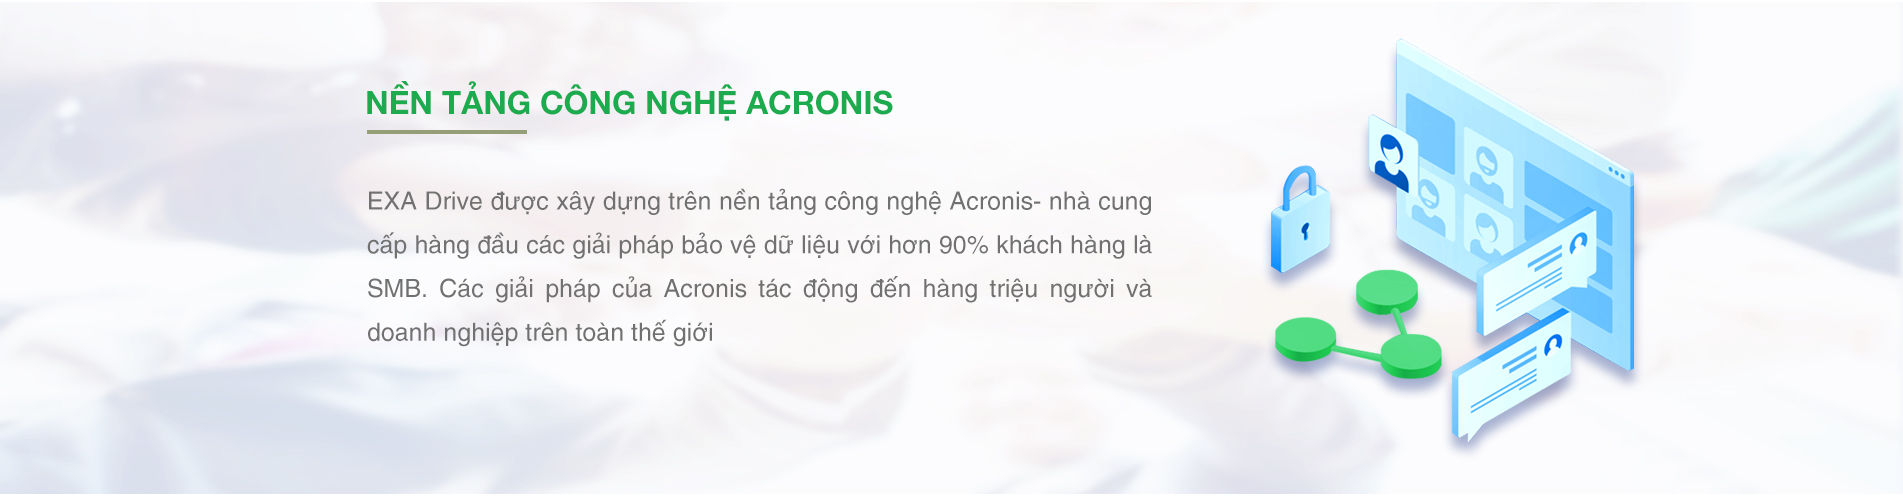 NỀN TẢNG CÔNG NGHỆ ACRONIS
EXA Drive được xây dựng trên nền tảng công nghệ Acronis- nhà cung
cấp hàng đầu các giải pháp bảo vệ dữ liệu với hơn 90% khách hàng là
SMB. Các giải pháp của Acronis tác động đến hàng triệu người và
doanh nghiệp trên toàn thế giới